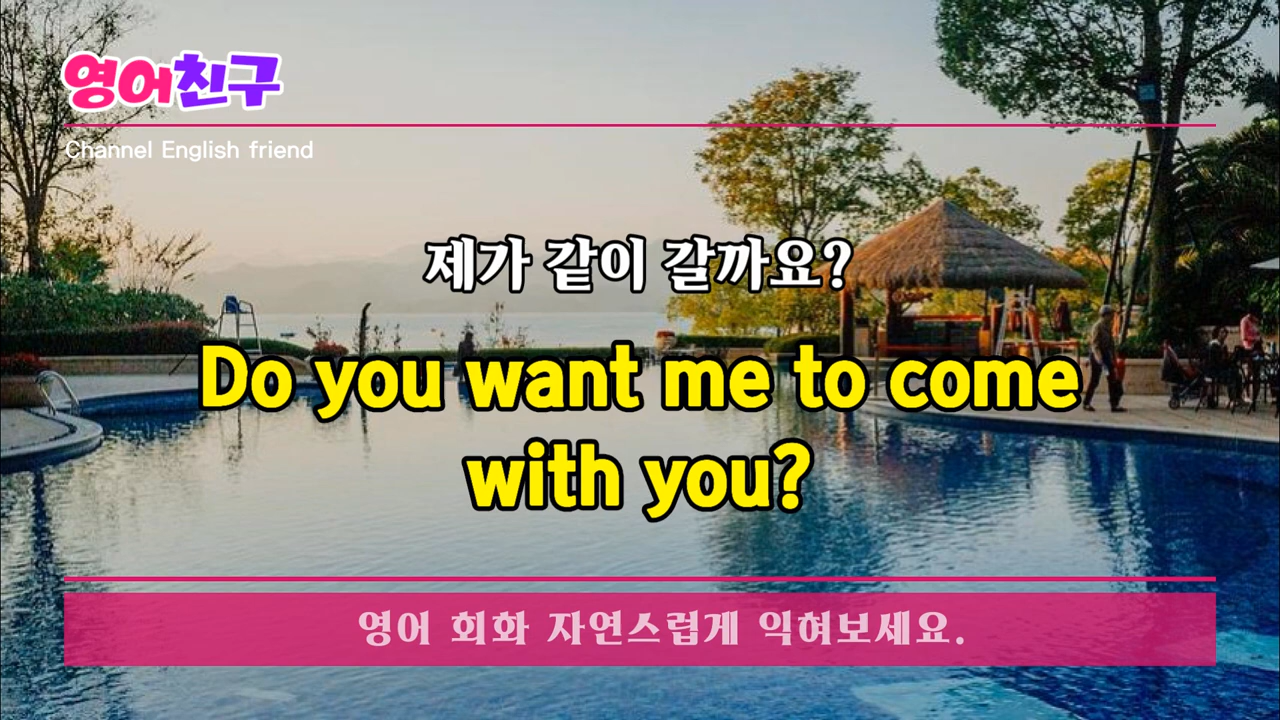 영어친구
Channel English friend
제가 같이 갈까요?
Do you want me to come
with you?
영어 회화 자연스럽게 익혀보세요.